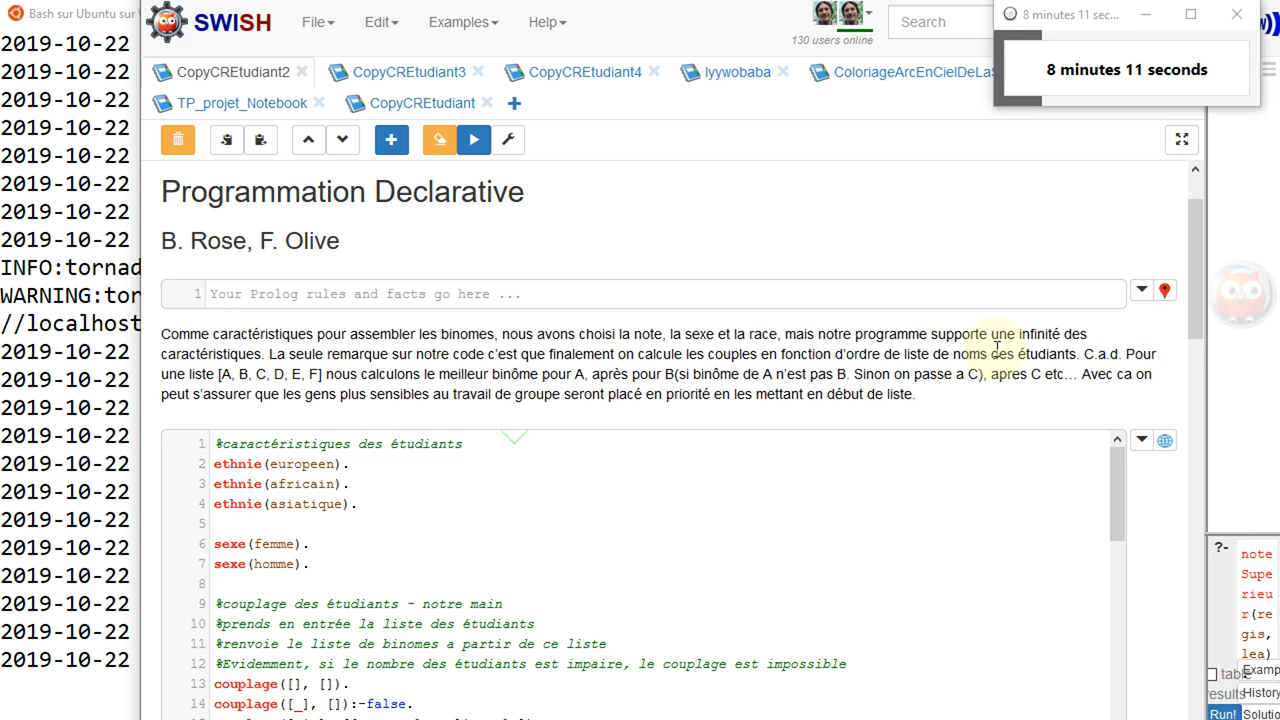 Bash sur Ubuntu sur
SWISH
File
Edit
Examples
Help
130 users online
Search
8 minutes 11 sec...
8 minutes 11 seconds
CopyCREtudiant2
CopyCREtudiant3
CopyCREtudiant4
lyywobaba
ColoriageArcEnCielDeLaS
TP_projet_Notebook
CopyCREtudiant
2019-10-22
2019-10-22
2019-10-22
2019-10-22
2019-10-22
2019-10-22
2019-10-22
2019-10-22
INFO:tornad
WARNING:tor
//localhost
2019-10-22
2019-10-22
2019-10-22
2019-10-22
2019-10-22
2019-10-22
2019-10-22
2019-10-22
2019-10-22
2019-10-22
2019-10-22
2019-10-22
Programmation Declarative
B. Rose, F. Olive
1 Your Prolog rules and facts go here ...
Comme caractéristiques pour assembler les binomes, nous avons choisi la note, la sexe et la race, mais notre programme supporte une infinité des
caractéristiques. La seule remarque sur notre code c'est que finalement on calcule les couples en fonction d'ordre de liste de noms des étudiants. C.a.d. Pour
une liste [A, B, C, D, E, F] nous calculons le meilleur binôme pour A, après pour B(si binôme de A n'est pas B. Sinon on passe a C), apres C etc... Avec ca on
peut s'assurer que les gens plus sensibles au travail de groupe seront placé en priorité en les mettant en début de liste.
1 %caractéristiques des étudiants
2 ethnie(europeen).
3 ethnie(africain).
4 ethnie(asiatique).
5
6 sexe(femme).
7 sexe(homme).
8
9 %couplage des étudiants - notre main
10 %prends en entrée la liste des étudiants
11 %renvoie le liste de binomes a partir de ce liste
12 %Evidemment, si le nombre des étudiants est impaire, le couplage est impossible
13 couplage([], []).
14 couplage([_], []):-false.
?-
note
Supe
rieu
r(re
gis,
lea)
table
results
Run!
Examp
History
Solutio